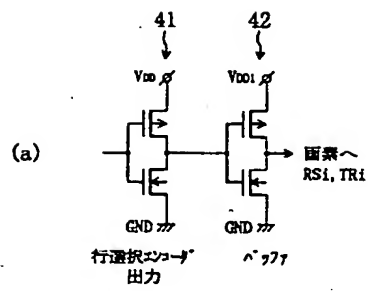 41 42
VDD VDD1
(a)
画素へ
RSi, TRi
GND GND
行選択エンコーダ バッファ
出力